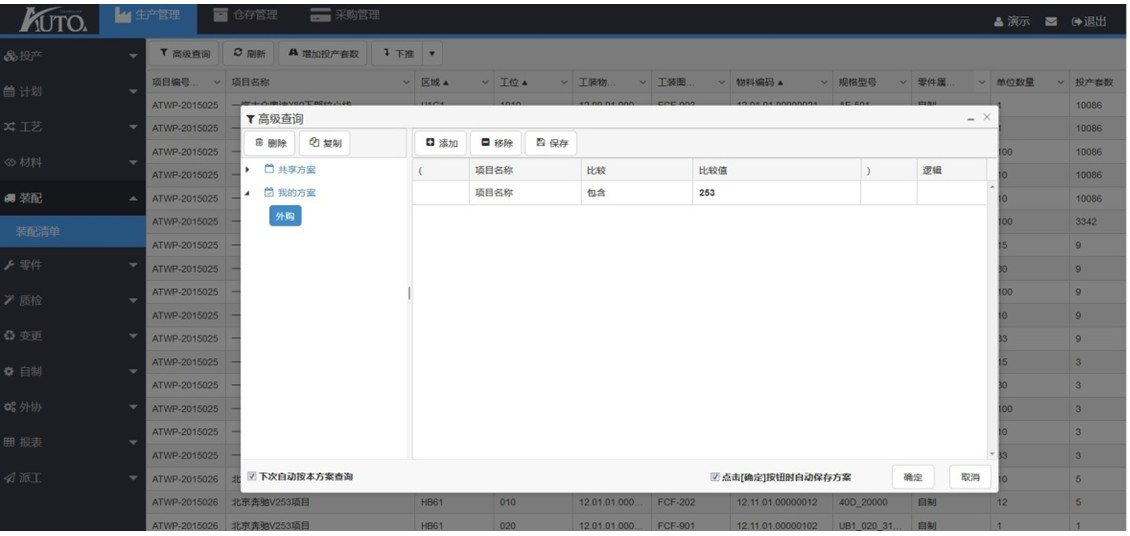 AUTO
生产管理
仓存管理
采购管理
演示
退出
投产
计划
工艺
材料
装配
装配清单
零件
质检
变更
自制
外协
报表
派工
高级查询
刷新
增加投产套数
下推
项目编号...
项目名称
区域
工位
工装物...
工装图...
物料编码
规格型号
零件属...
单位数量
投产套数
ATWP-2015025 10086
ATWP-2015025 10086
ATWP-2015025 100 10086
ATWP-2015025 10 10086
ATWP-2015025 10 10086
ATWP-2015025 100 3342
ATWP-2015025 15 9
ATWP-2015025 30 9
ATWP-2015025 100 9
ATWP-2015025 10 9
ATWP-2015025 33 9
ATWP-2015025 15 3
ATWP-2015025 30 3
ATWP-2015025 100 3
ATWP-2015025 10 3
ATWP-2015025 33 3
ATWP-2015026 北 10 5
ATWP-2015026 北京奔驰V253项目 HB61 010 12.01.01.000... FCF-202 12.11.01.00000012 40D_20000 自制 12 5
ATWP-2015026 北京奔驰V253项目 HB61 020 12.01.01.000... FCF-901 12.11.01.00000102 UB1_020_31... 自制 1 1
高级查询
删除
复制
共享方案
我的方案
外购
添加
移除
保存
( 项目名称 比较 比较值 ) 逻辑
项目名称 包含 253
下次自动按本方案查询
点击[确定]按钮时自动保存方案
确定
取消